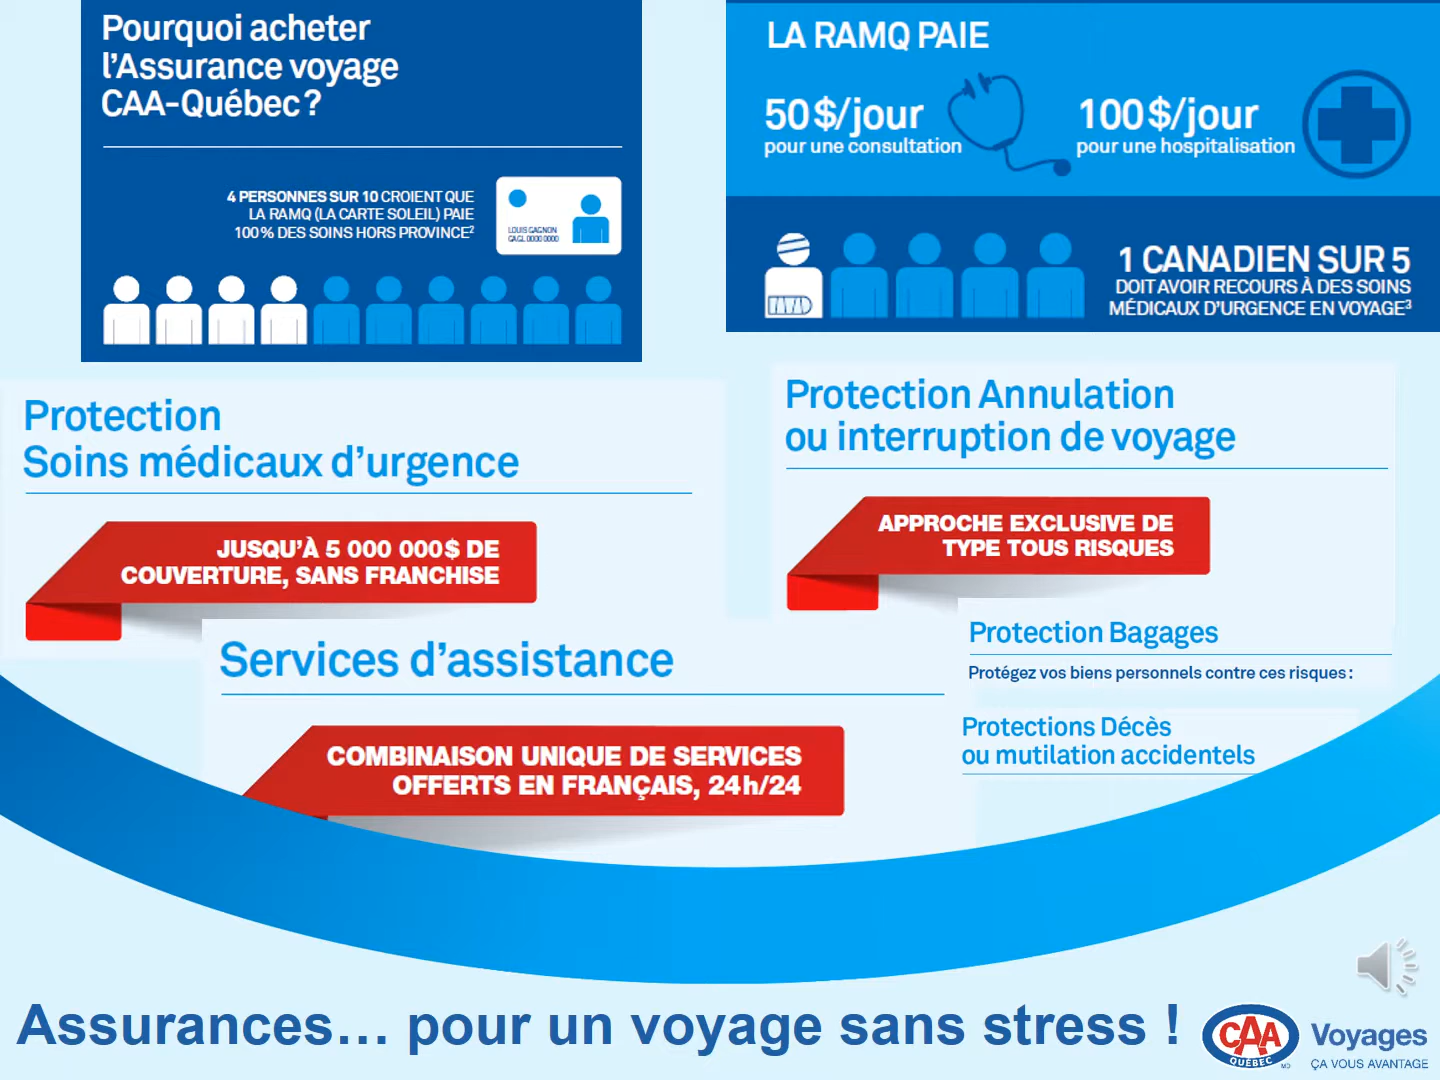 Pourquoi acheter
l'Assurance voyage
CAA-Québec ?
4 PERSONNES SUR 10 CROIENT QUE
LA RAMQ (LA CARTE SOLEIL) PAIE
100 % DES SOINS HORS PROVINCE²
LOUIS GAGNON
GAGL 0000 0000
LA RAMQ PAIE
50 $/jour
pour une consultation
100 $/jour
pour une hospitalisation
1 CANADIEN SUR 5
DOIT AVOIR RECOURS À DES SOINS
MÉDICAUX D'URGENCE EN VOYAGE³
Protection
Soins médicaux d'urgence
JUSQU'À 5 000 000 $ DE
COUVERTURE, SANS FRANCHISE
Protection Annulation
ou interruption de voyage
APPROCHE EXCLUSIVE DE
TYPE TOUS RISQUES
Services d'assistance
COMBINAISON UNIQUE DE SERVICES
OFFERTS EN FRANÇAIS, 24 h/24
Protection Bagages
Protégez vos biens personnels contre ces risques :
Protections Décès
ou mutilation accidentels
Assurances… pour un voyage sans stress !
CAA
QUÉBEC
MD
Voyages
ÇA VOUS AVANTAGE